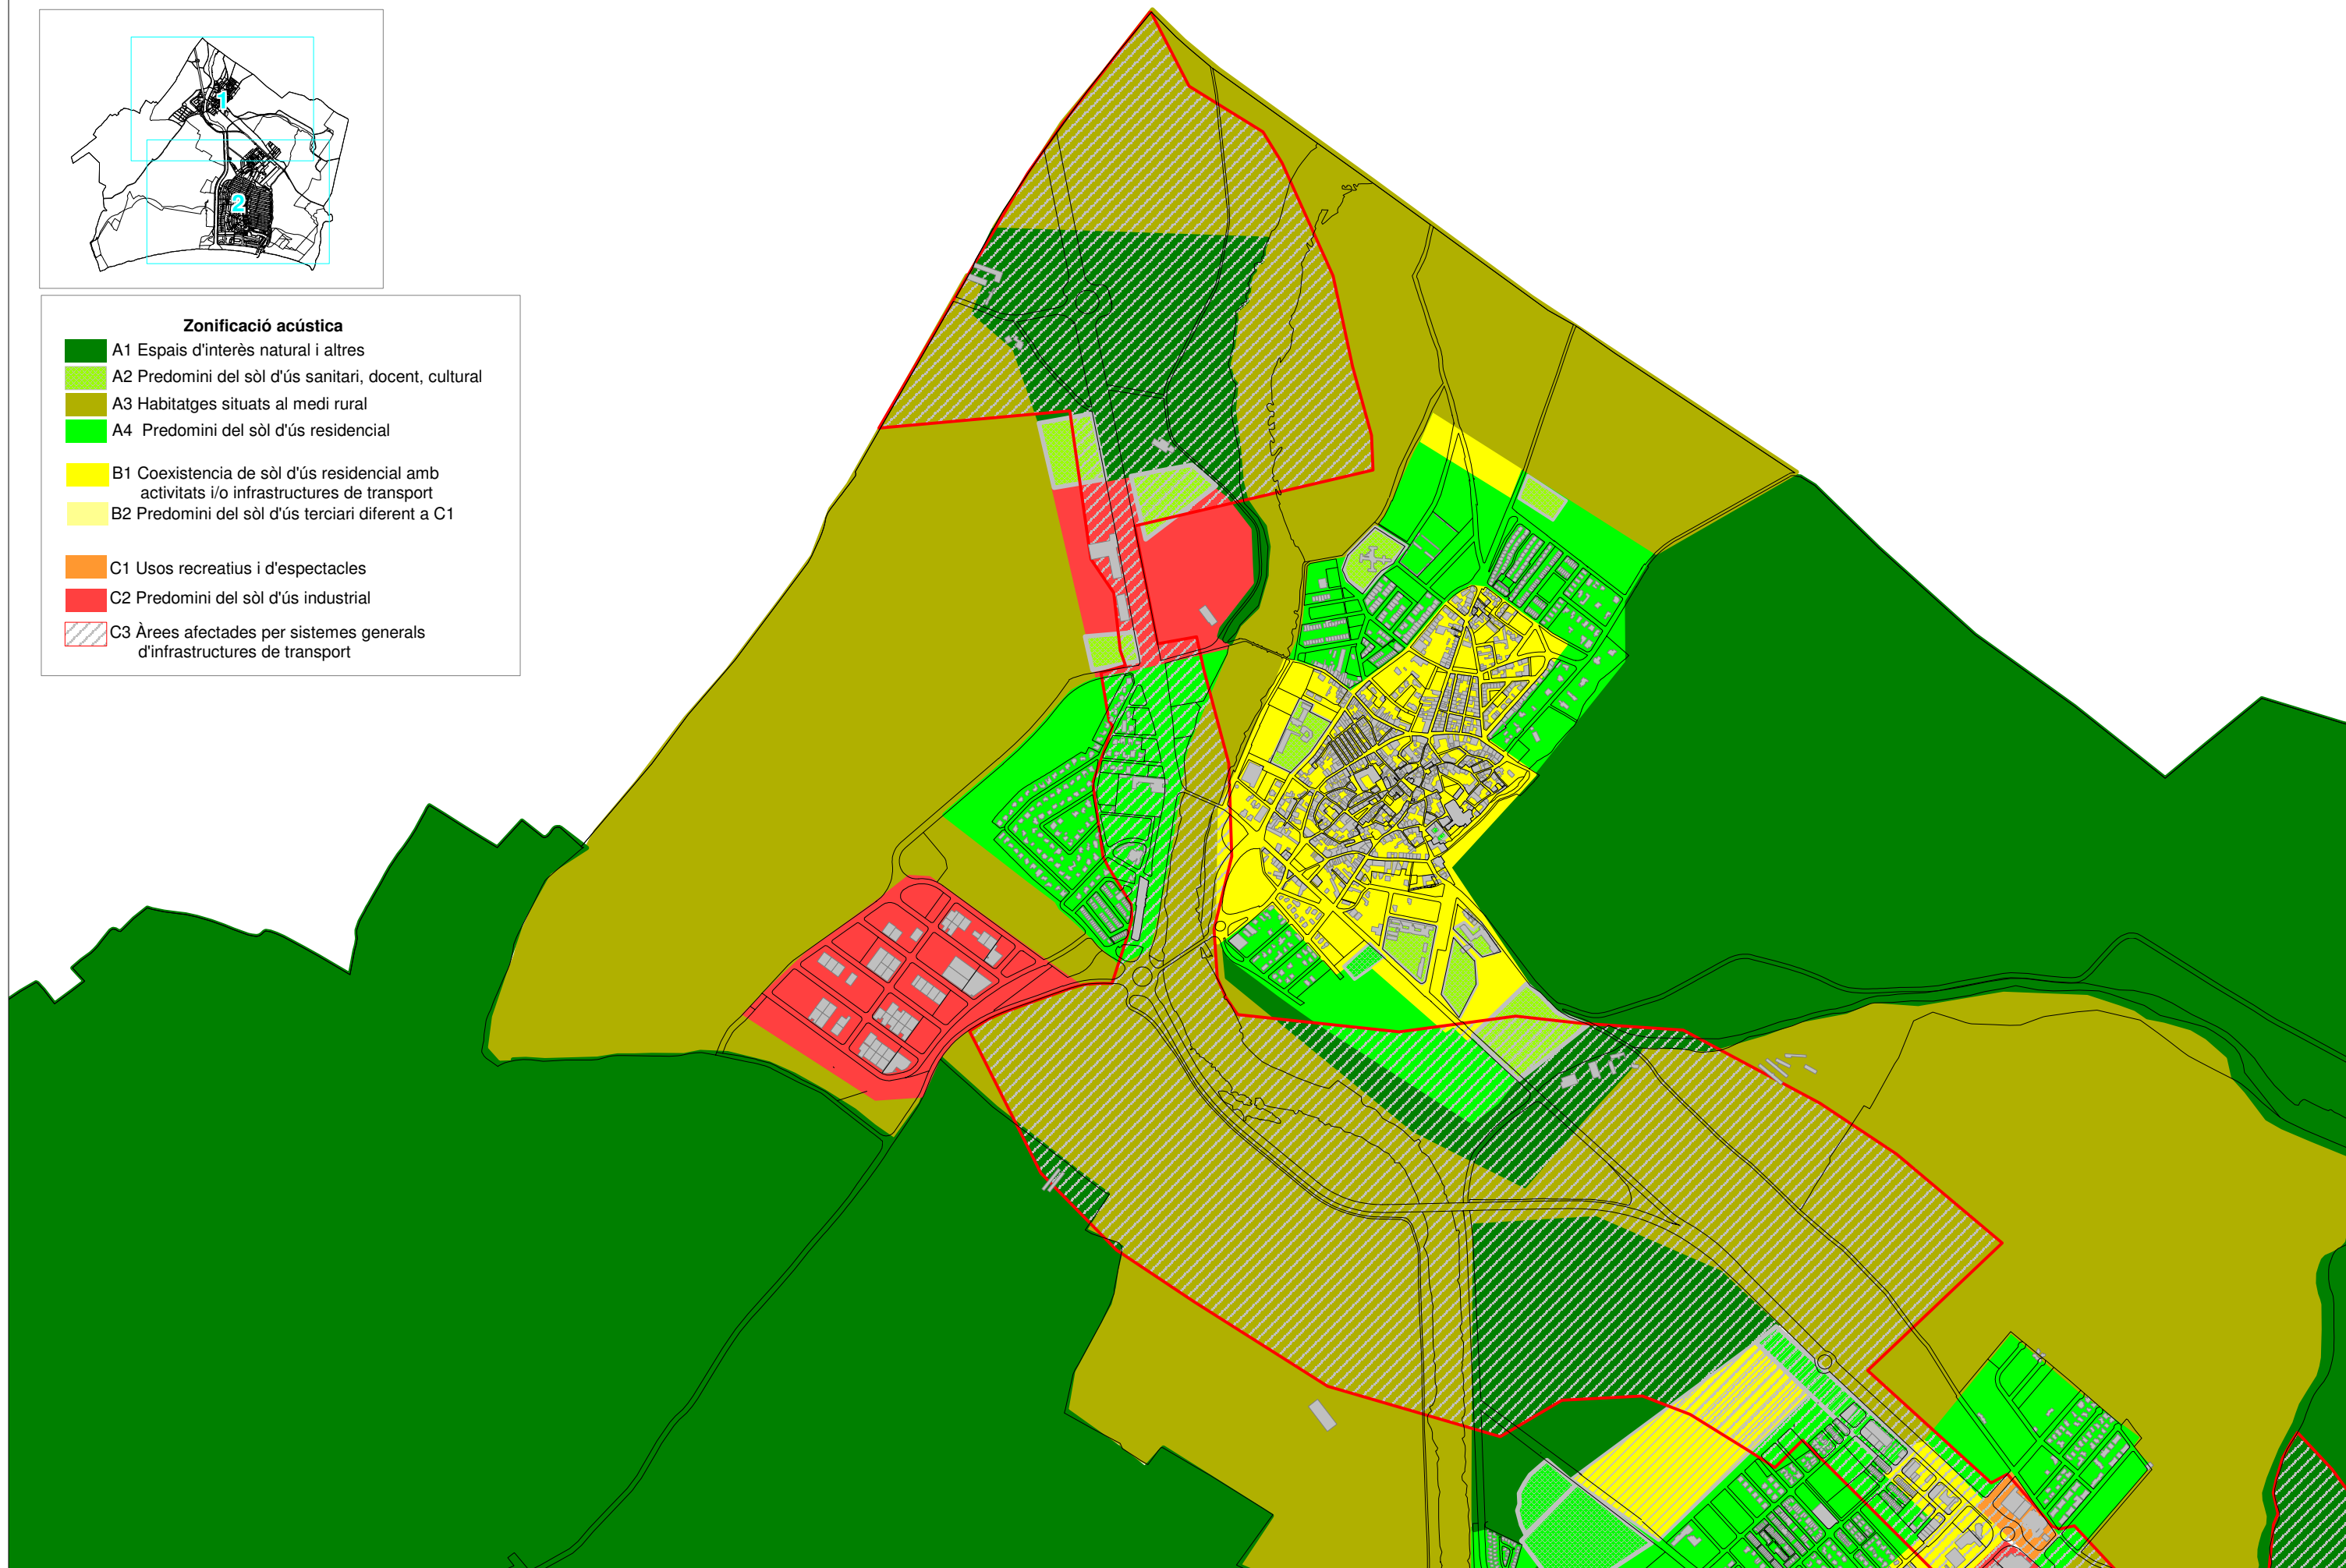 1
2
Zonificació acústica
A1 Espais d'interès natural i altres
A2 Predomini del sòl d'ús sanitari, docent, cultural
A3 Habitatges situats al medi rural
A4 Predomini del sòl d'ús residencial
B1 Coexistencia de sòl d'ús residencial amb
activitats i/o infrastructures de transport
B2 Predomini del sòl d'ús terciari diferent a C1
C1 Usos recreatius i d'espectacles
C2 Predomini del sòl d'ús industrial
C3 Àrees afectades per sistemes generals
d'infrastructures de transport